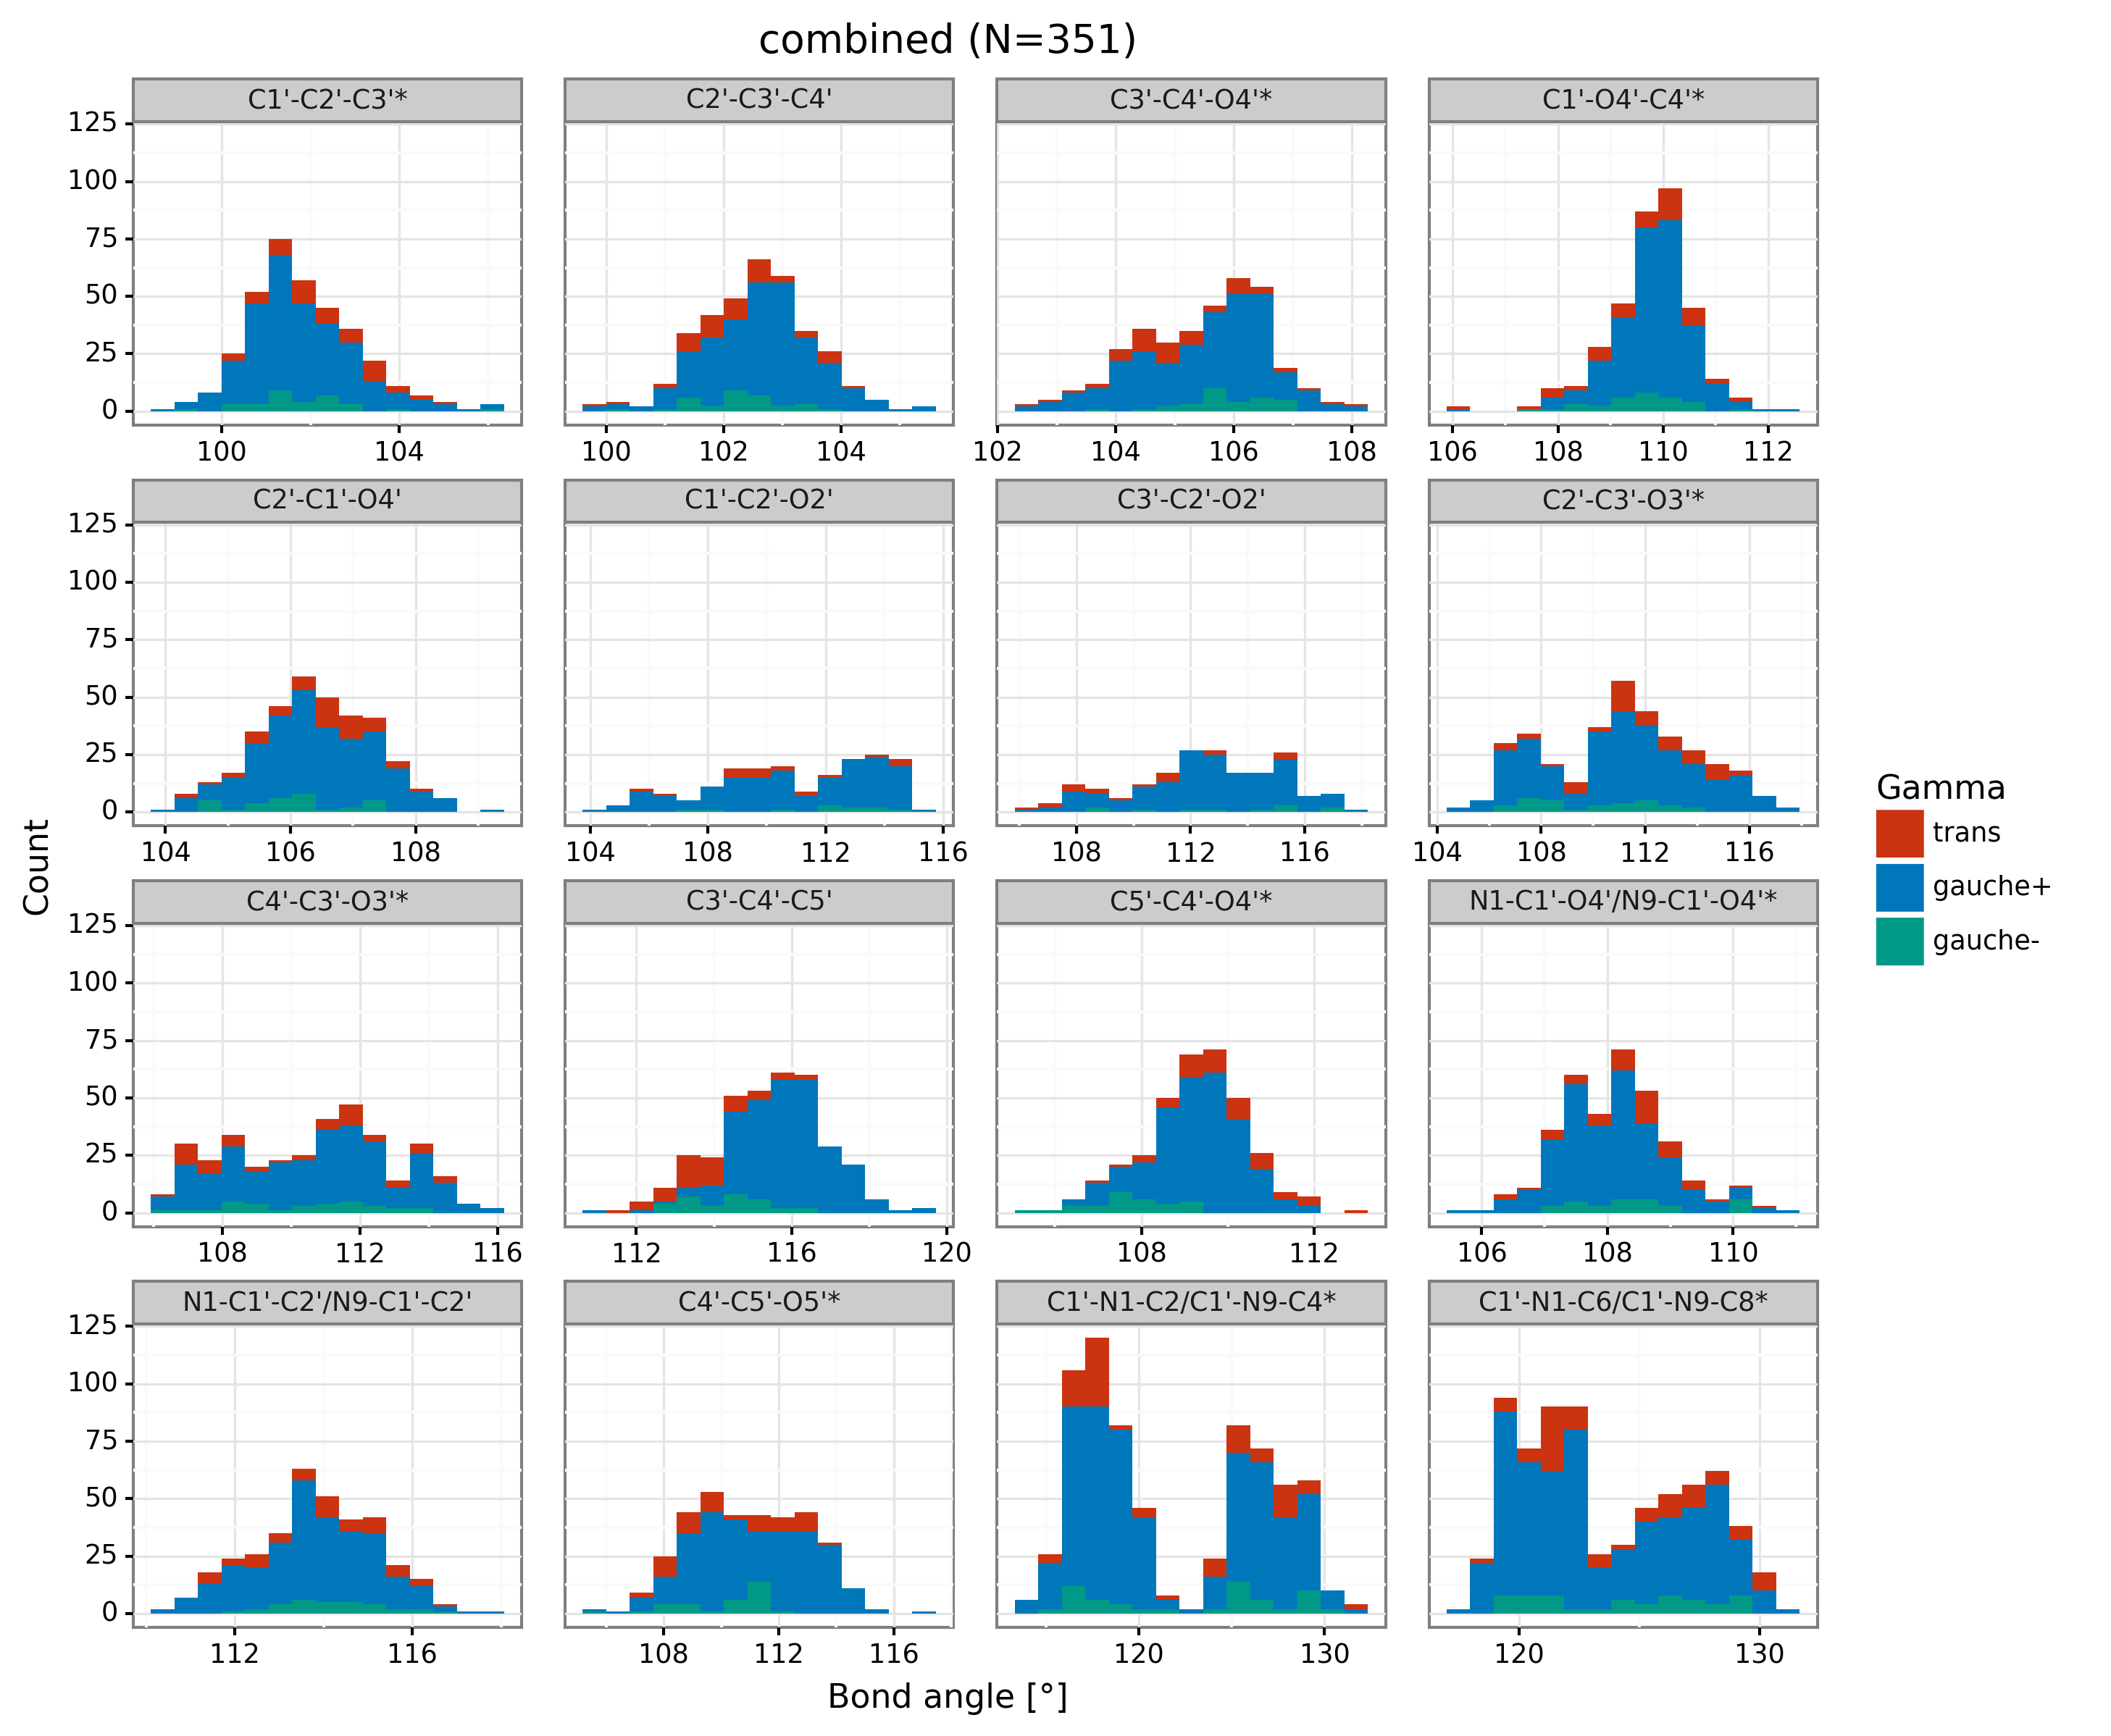 combined (N=351)
C1'-C2'-C3'* C2'-C3'-C4' C3'-C4'-O4'* C1'-O4'-C4'*
125
100
75
50
25
0
100 104 100 102 104 102 104 106 108 106 108 110 112
C2'-C1'-O4' C1'-C2'-O2' C3'-C2'-O2' C2'-C3'-O3'*
125
100
75
50
25
0
104 106 108 104 108 112 116 108 112 116 104 108 112 116
C4'-C3'-O3'* C3'-C4'-C5' C5'-C4'-O4'* N1-C1'-O4'/N9-C1'-O4'*
125
100
75
50
25
0
108 112 116 112 116 120 108 112 106 108 110
N1-C1'-C2'/N9-C1'-C2' C4'-C5'-O5'* C1'-N1-C2/C1'-N9-C4* C1'-N1-C6/C1'-N9-C8*
125
100
75
50
25
0
112 116 108 112 116 120 130 120 130
Count
Bond angle [°]
Gamma
trans
gauche+
gauche-